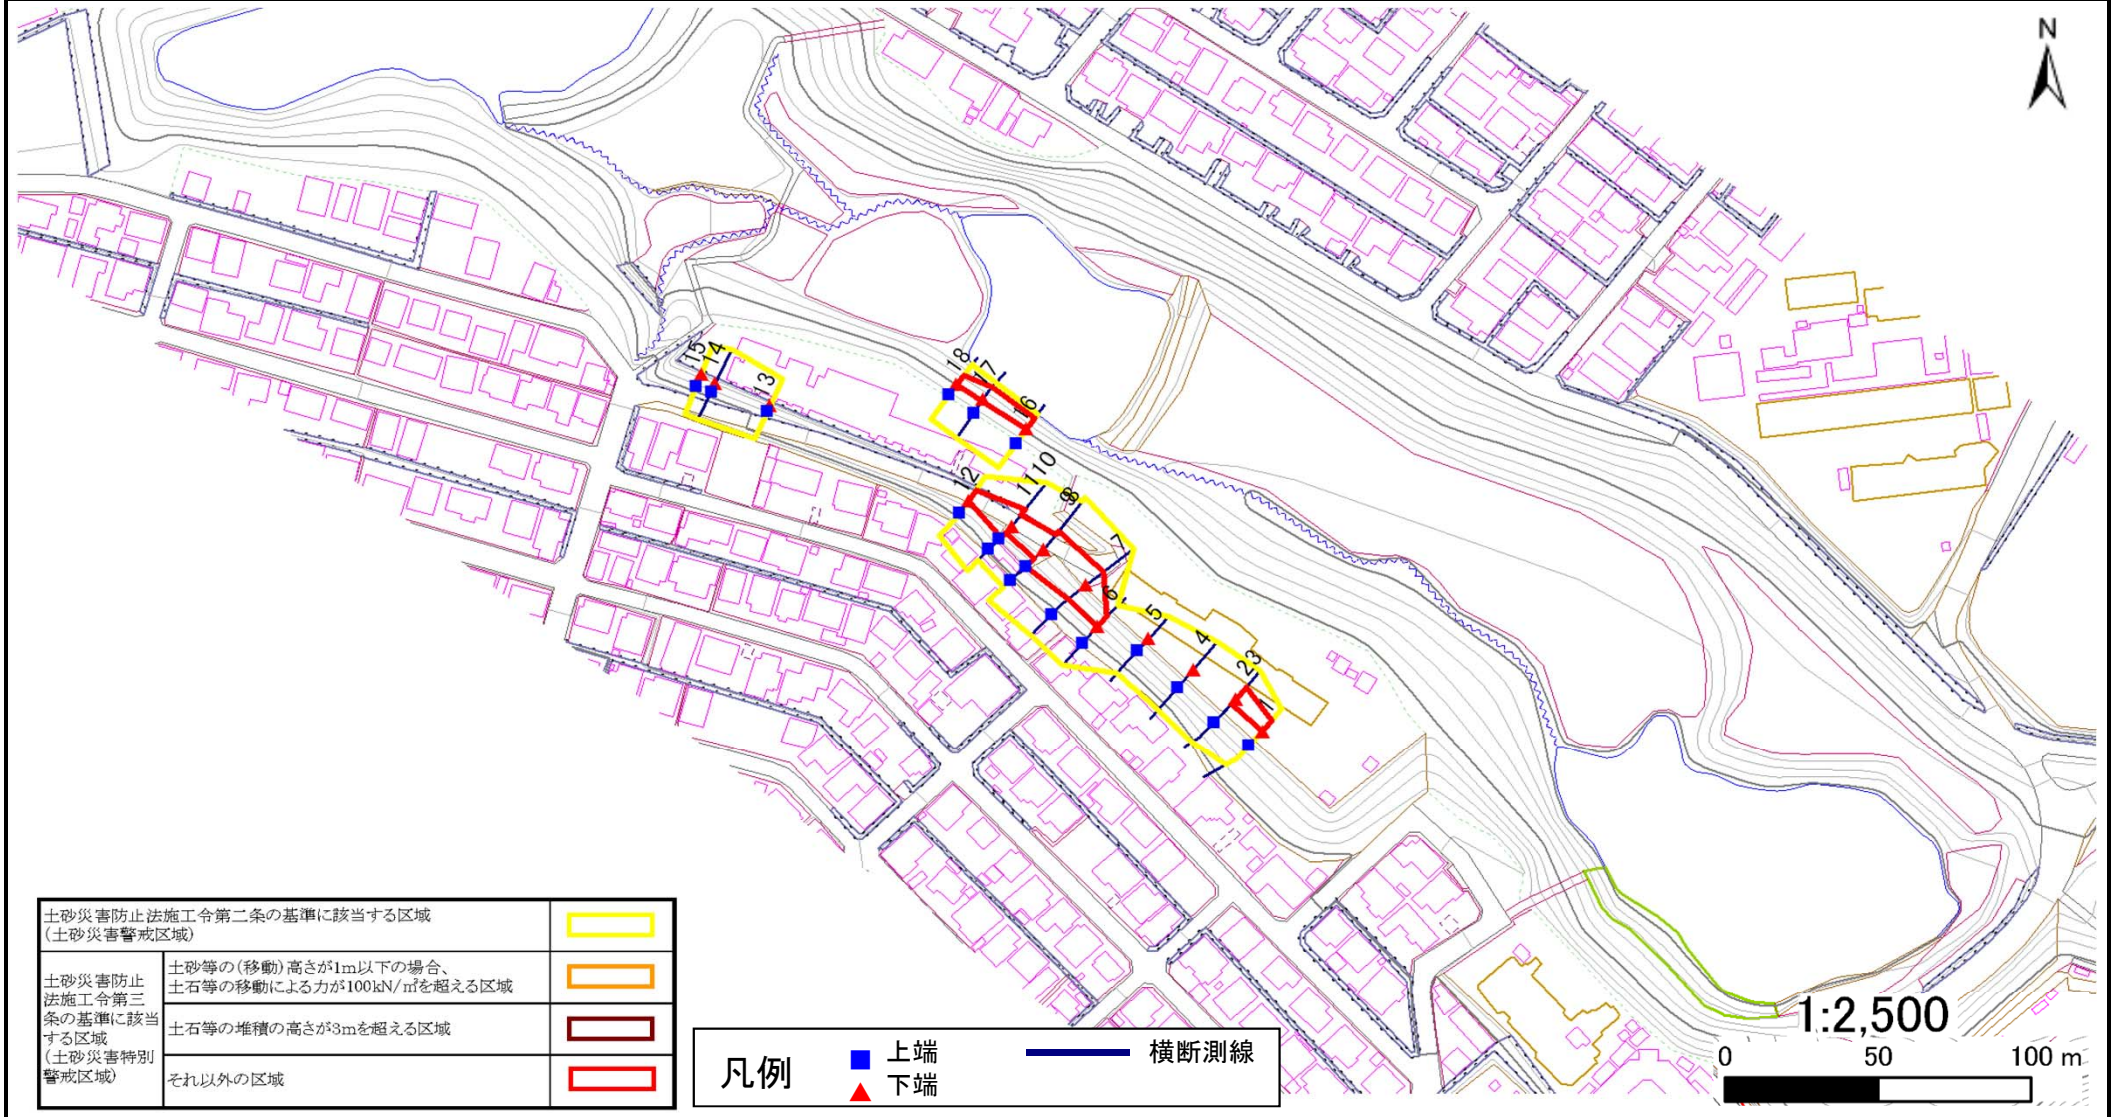 N
15
14
13
18
17
16
12
11
10
9
8
7
6
5
4
23
1
土砂災害防止法施工令第二条の基準に該当する区域
(土砂災害警戒区域)
土砂災害防止
法施工令第三
条の基準に該当
する区域
(土砂災害特別
警戒区域)
土砂等の(移動)高さが1m以下の場合、
土石等の移動による力が100kN/㎡を超える区域
土石等の堆積の高さが3mを超える区域
それ以外の区域
凡例
上端
下端
横断測線
1:2,500
0 50 100 m